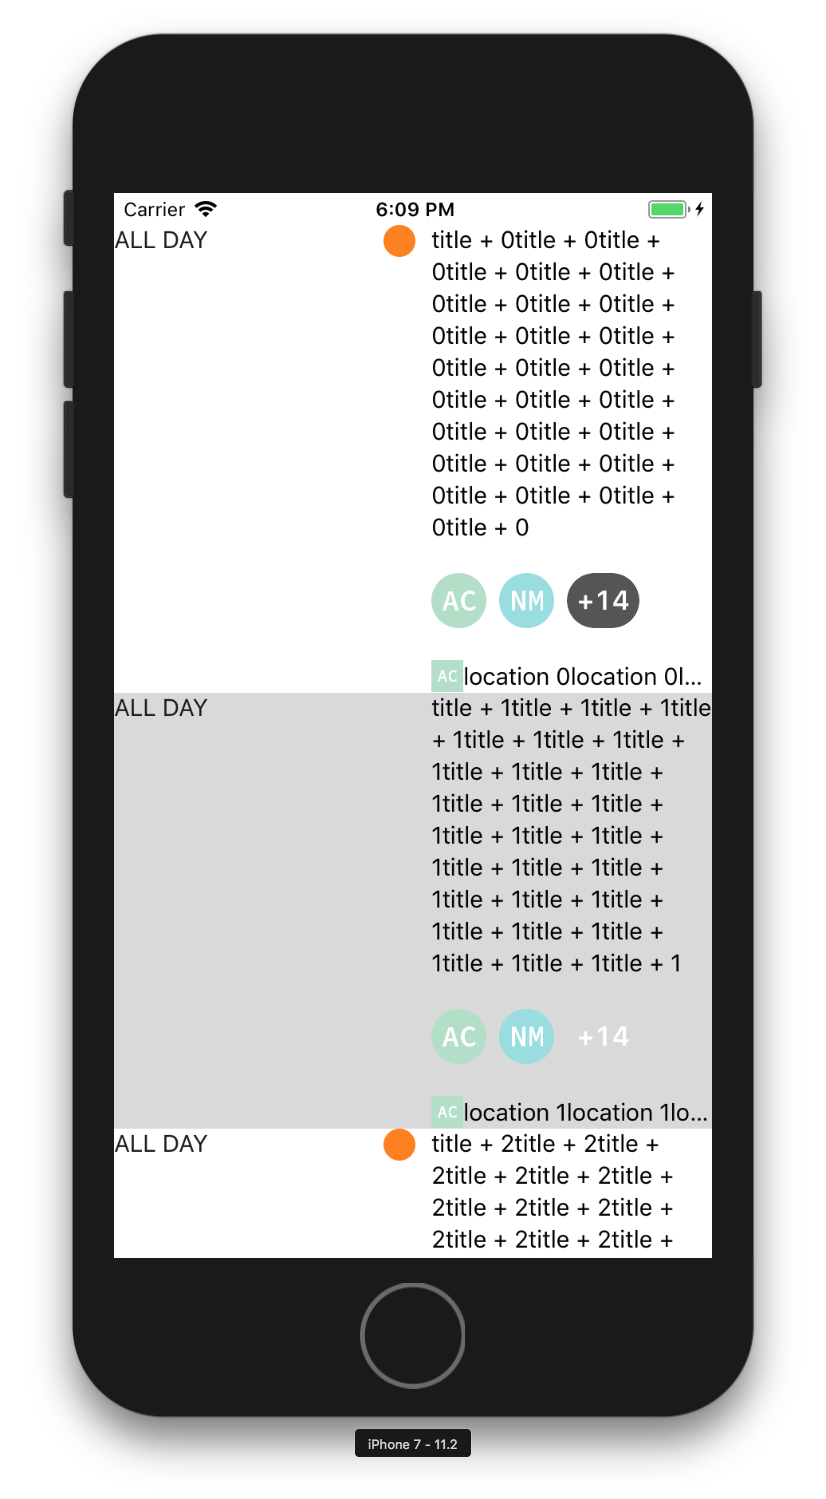 Carrier 6:09 PM
ALL DAY title + 0title + 0title +
0title + 0title + 0title +
0title + 0title + 0title +
0title + 0title + 0title +
0title + 0title + 0title +
0title + 0title + 0title +
0title + 0title + 0title +
0title + 0title + 0title +
0title + 0title + 0title +
0title + 0
AC NM +14
AC location 0location 0l...
ALL DAY title + 1title + 1title + 1title
+ 1title + 1title + 1title +
1title + 1title + 1title +
1title + 1title + 1title +
1title + 1title + 1title +
1title + 1title + 1title +
1title + 1title + 1title +
1title + 1title + 1title +
1title + 1title + 1title + 1
AC NM +14
AC location 1location 1lo...
ALL DAY title + 2title + 2title +
2title + 2title + 2title +
2title + 2title + 2title +
2title + 2title + 2title +
iPhone 7 - 11.2